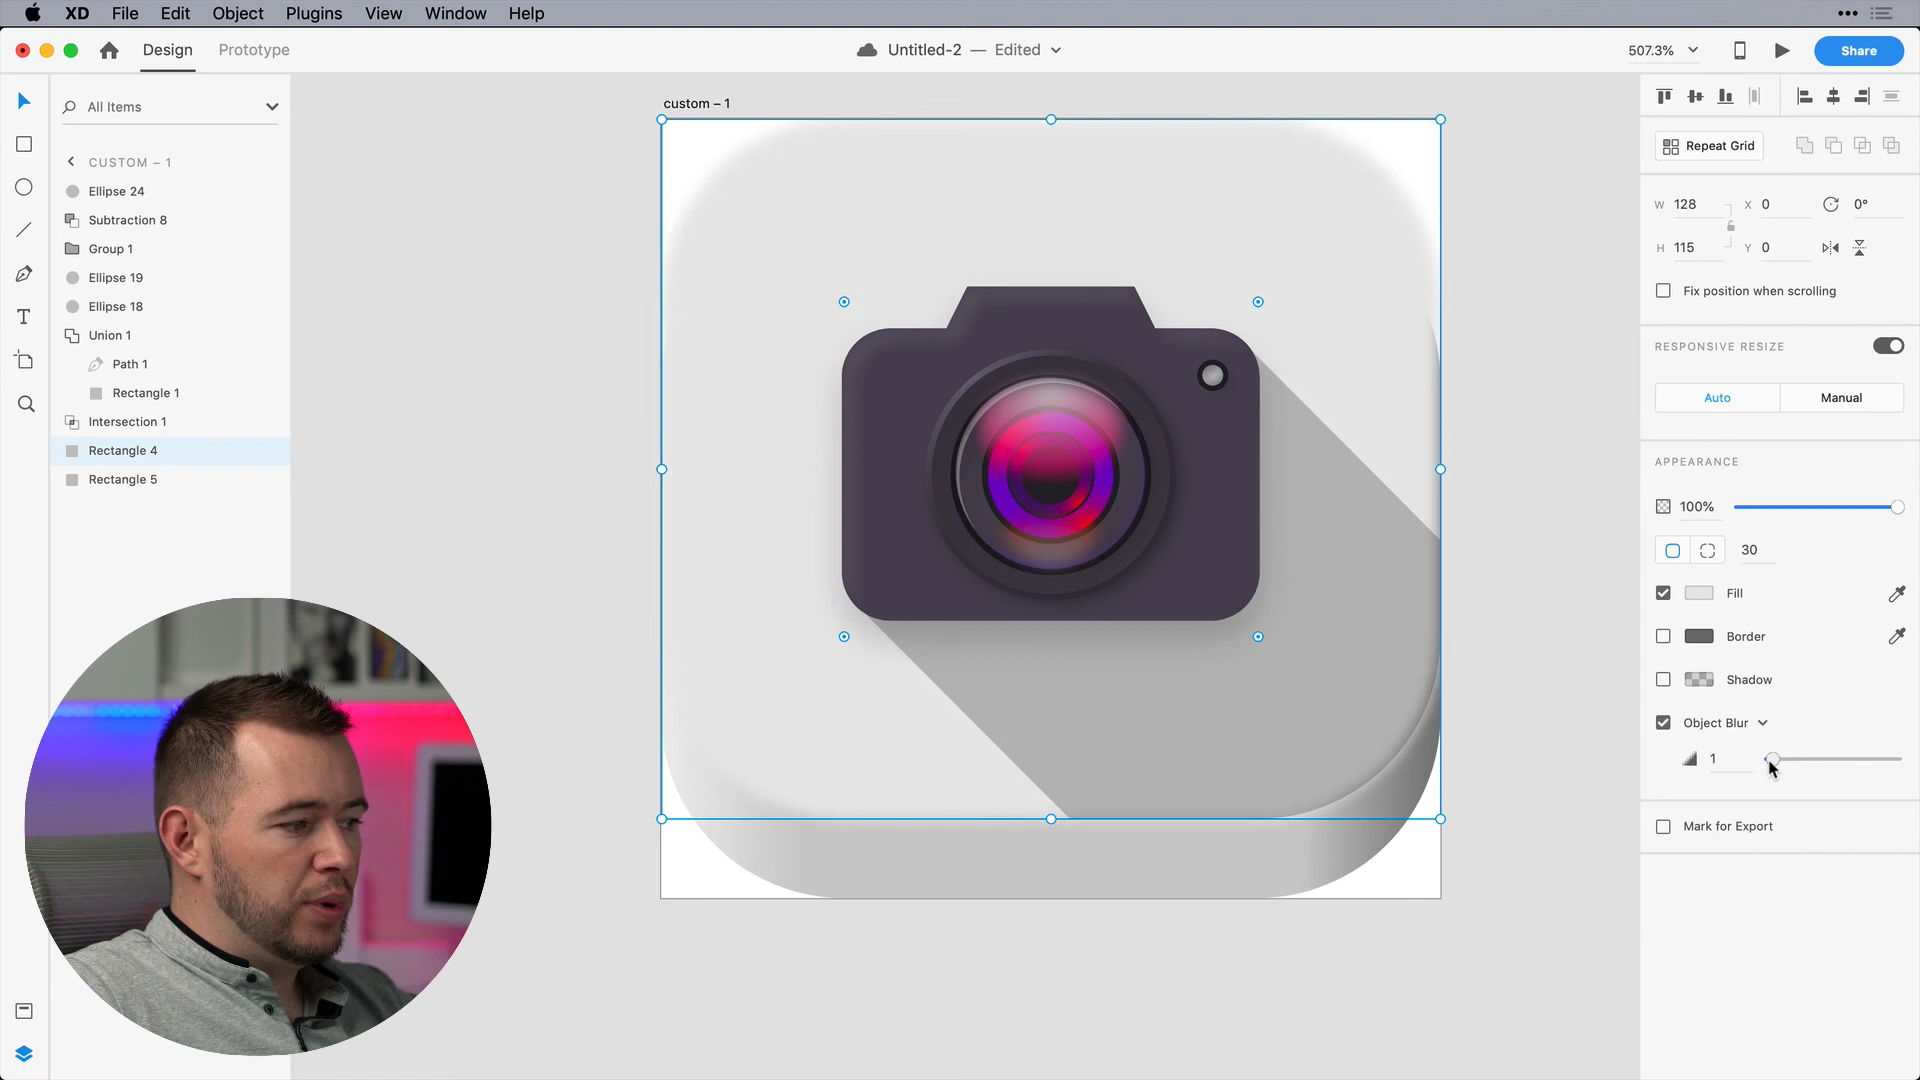 XD File Edit Object Plugins View Window Help
Design Prototype Untitled-2 — Edited 507.3% Share
All Items
CUSTOM – 1
Ellipse 24
Subtraction 8
Group 1
Ellipse 19
Ellipse 18
Union 1
Path 1
Rectangle 1
Intersection 1
Rectangle 4
Rectangle 5
T
custom – 1
Repeat Grid
W 128 X 0 0°
H 115 Y 0
Fix position when scrolling
RESPONSIVE RESIZE
Auto Manual
APPEARANCE
100%
30
Fill
Border
Shadow
Object Blur
1
Mark for Export